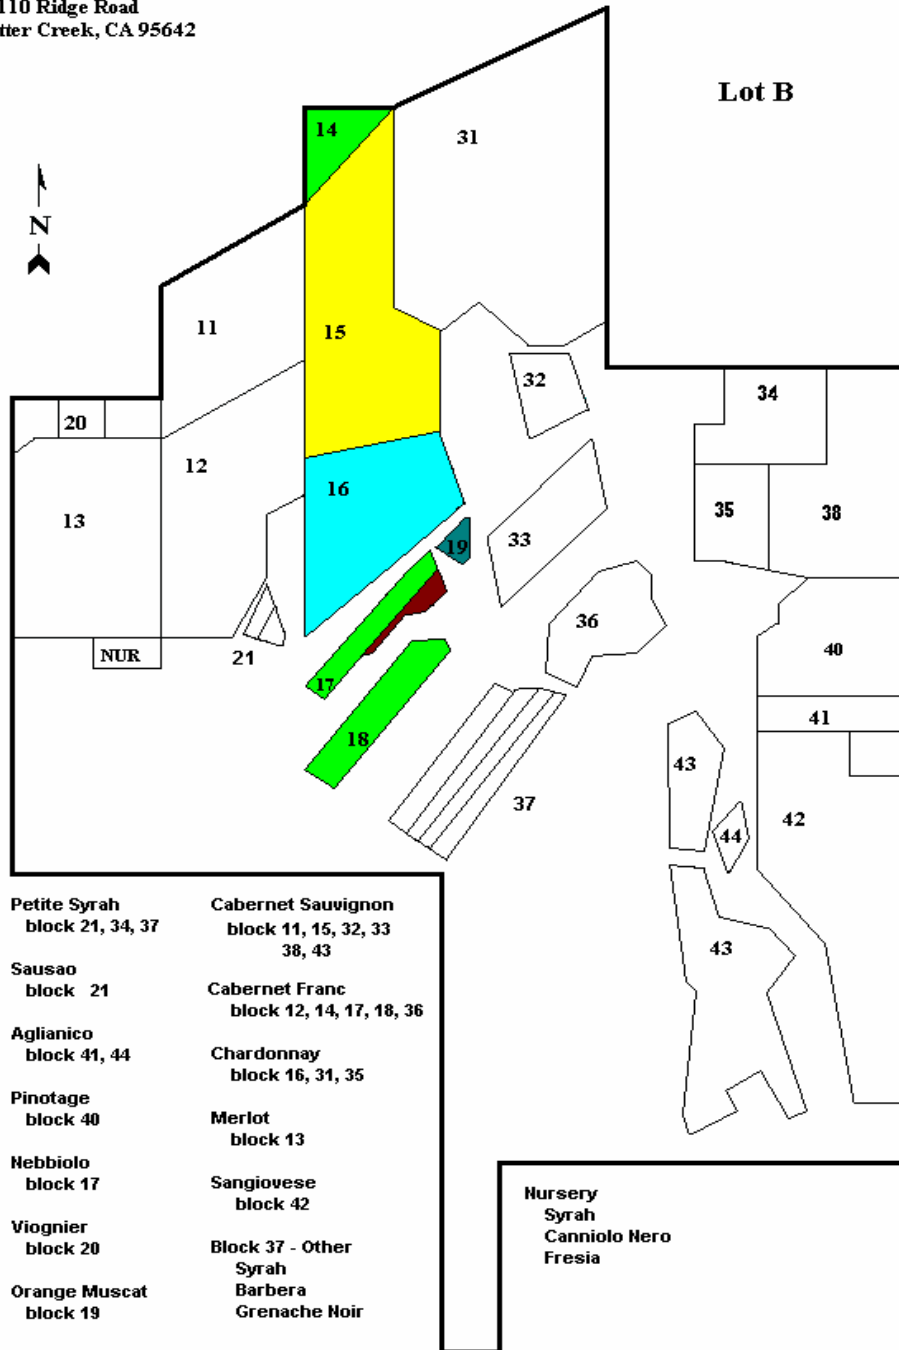 110 Ridge Road
tter Creek, CA 95642
Lot B
14
31
N
15
11
32
34
20
12
16
35
38
13
19
33
36
NUR
21
17
40
41
18
43
37
42
44
43
Petite Syrah
block 21, 34, 37
Sausao
block 21
Aglianico
block 41, 44
Pinotage
block 40
Nebbiolo
block 17
Viognier
block 20
Orange Muscat
block 19
Cabernet Sauvignon
block 11, 15, 32, 33
38, 43
Cabernet Franc
block 12, 14, 17, 18, 36
Chardonnay
block 16, 31, 35
Merlot
block 13
Sangiovese
block 42
Block 37 - Other
Syrah
Barbera
Grenache Noir
Nursery
Syrah
Canniolo Nero
Fresia